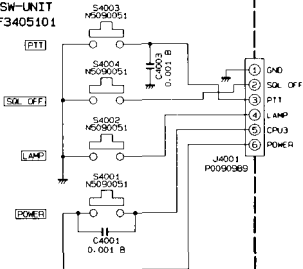 SW-UNIT
F3405101
S4003
N5090051
PTT
C4003
0.001 B
S4004
N5090051
SQL OFF
S4002
N5090051
LAMP
S4001
N5090051
POWER
C4001
0.001 B
1 GND
2 SQL OFF
3 PTT
4 LAMP
5 CPU3
6 POWER
J4001
P0090989